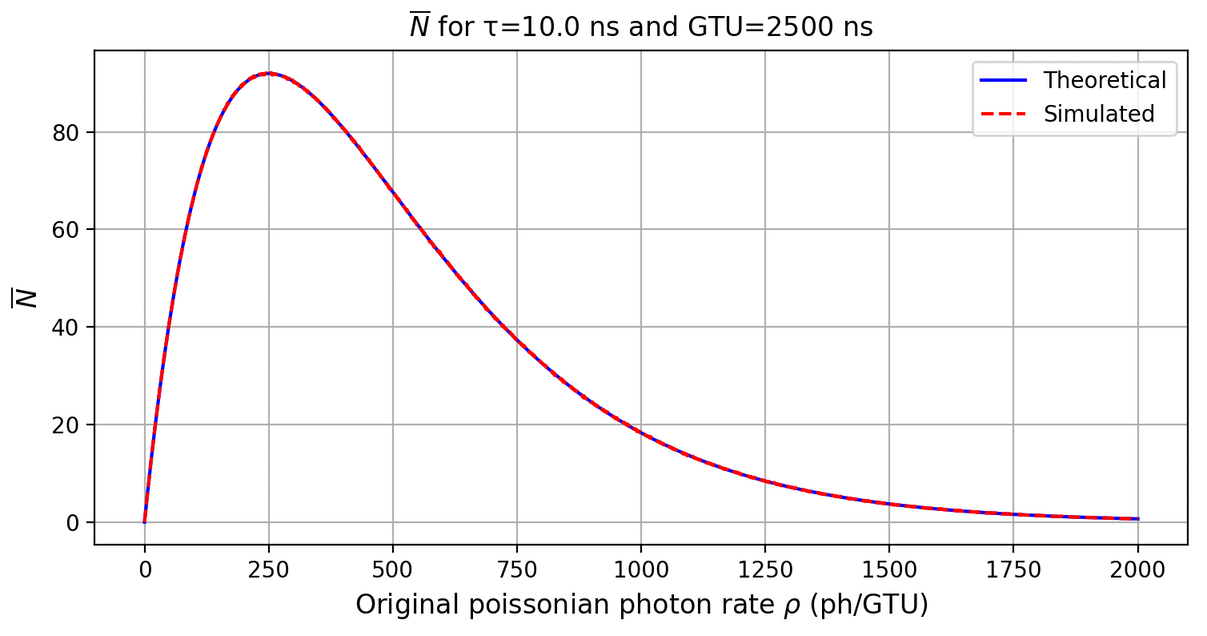 N̅ for τ=10.0 ns and GTU=2500 ns
Theoretical
Simulated
N̅
80
60
40
20
0
0 250 500 750 1000 1250 1500 1750 2000
Original poissonian photon rate ρ (ph/GTU)